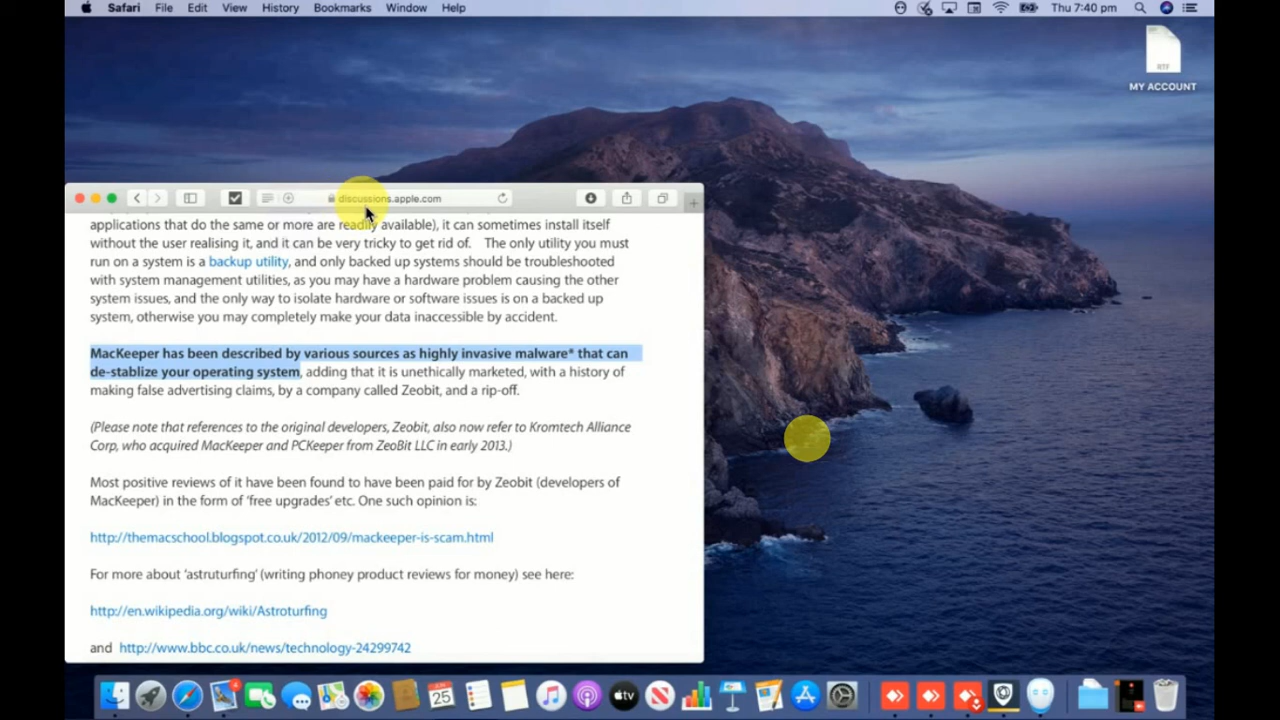 Safari File Edit View History Bookmarks Window Help Thu 7:40 pm
RTF
MY ACCOUNT
discussions.apple.com
applications that do the same or more are readily available), it can sometimes install itself
without the user realising it, and it can be very tricky to get rid of. The only utility you must
run on a system is a backup utility, and only backed up systems should be troubleshooted
with system management utilities, as you may have a hardware problem causing the other
system issues, and the only way to isolate hardware or software issues is on a backed up
system, otherwise you may completely make your data inaccessible by accident.
MacKeeper has been described by various sources as highly invasive malware* that can
de-stablize your operating system, adding that it is unethically marketed, with a history of
making false advertising claims, by a company called Zeobit, and a rip-off.
(Please note that references to the original developers, Zeobit, also now refer to Kromtech Alliance
Corp, who acquired MacKeeper and PCKeeper from ZeoBit LLC in early 2013.)
Most positive reviews of it have been found to have been paid for by Zeobit (developers of
MacKeeper) in the form of 'free upgrades' etc. One such opinion is:
http://themacschool.blogspot.co.uk/2012/09/mackeeper-is-scam.html
For more about 'astruturfing' (writing phoney product reviews for money) see here:
http://en.wikipedia.org/wiki/Astroturfing
and http://www.bbc.co.uk/news/technology-24299742
25
tv